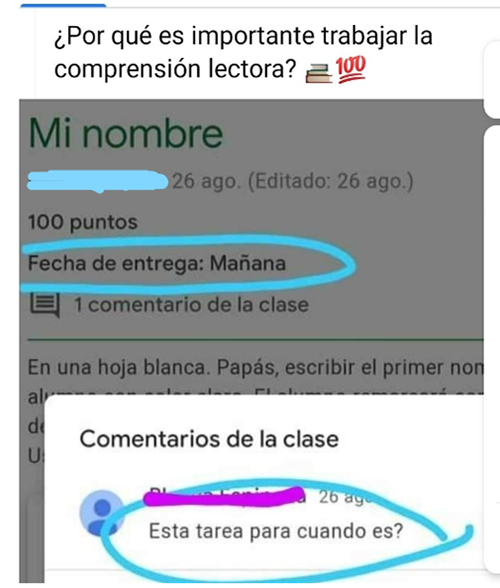 ¿Por qué es importante trabajar la
comprensión lectora? 📚💯
Mi nombre
26 ago. (Editado: 26 ago.)
100 puntos
Fecha de entrega: Mañana
1 comentario de la clase
En una hoja blanca. Papás, escribir el primer nom
Comentarios de la clase
26 ago
Esta tarea para cuando es?